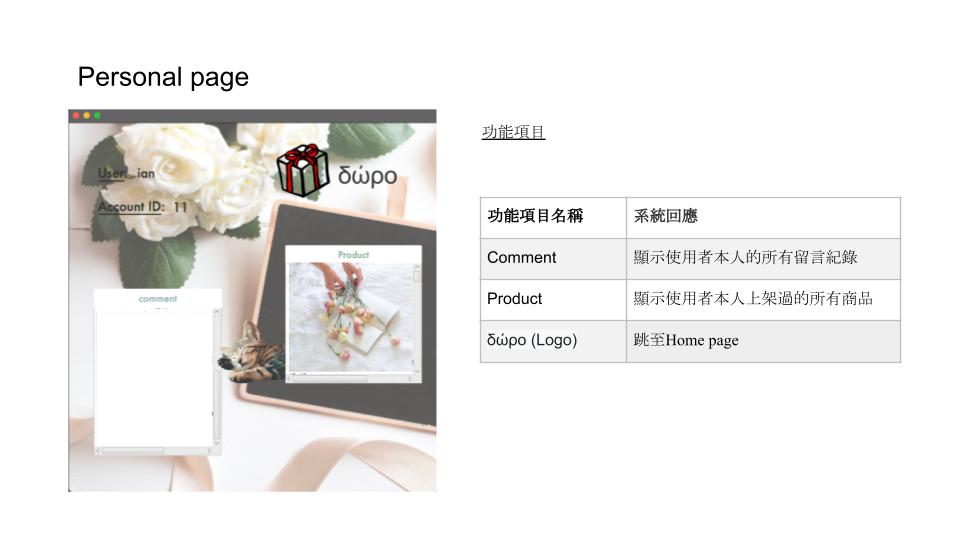 Personal page
User: ian
Account ID: 11
δώρο
Product
comment
功能項目
功能項目名稱 系統回應
Comment 顯示使用者本人的所有留言紀錄
Product 顯示使用者本人上架過的所有商品
δώρο (Logo) 跳至Home page